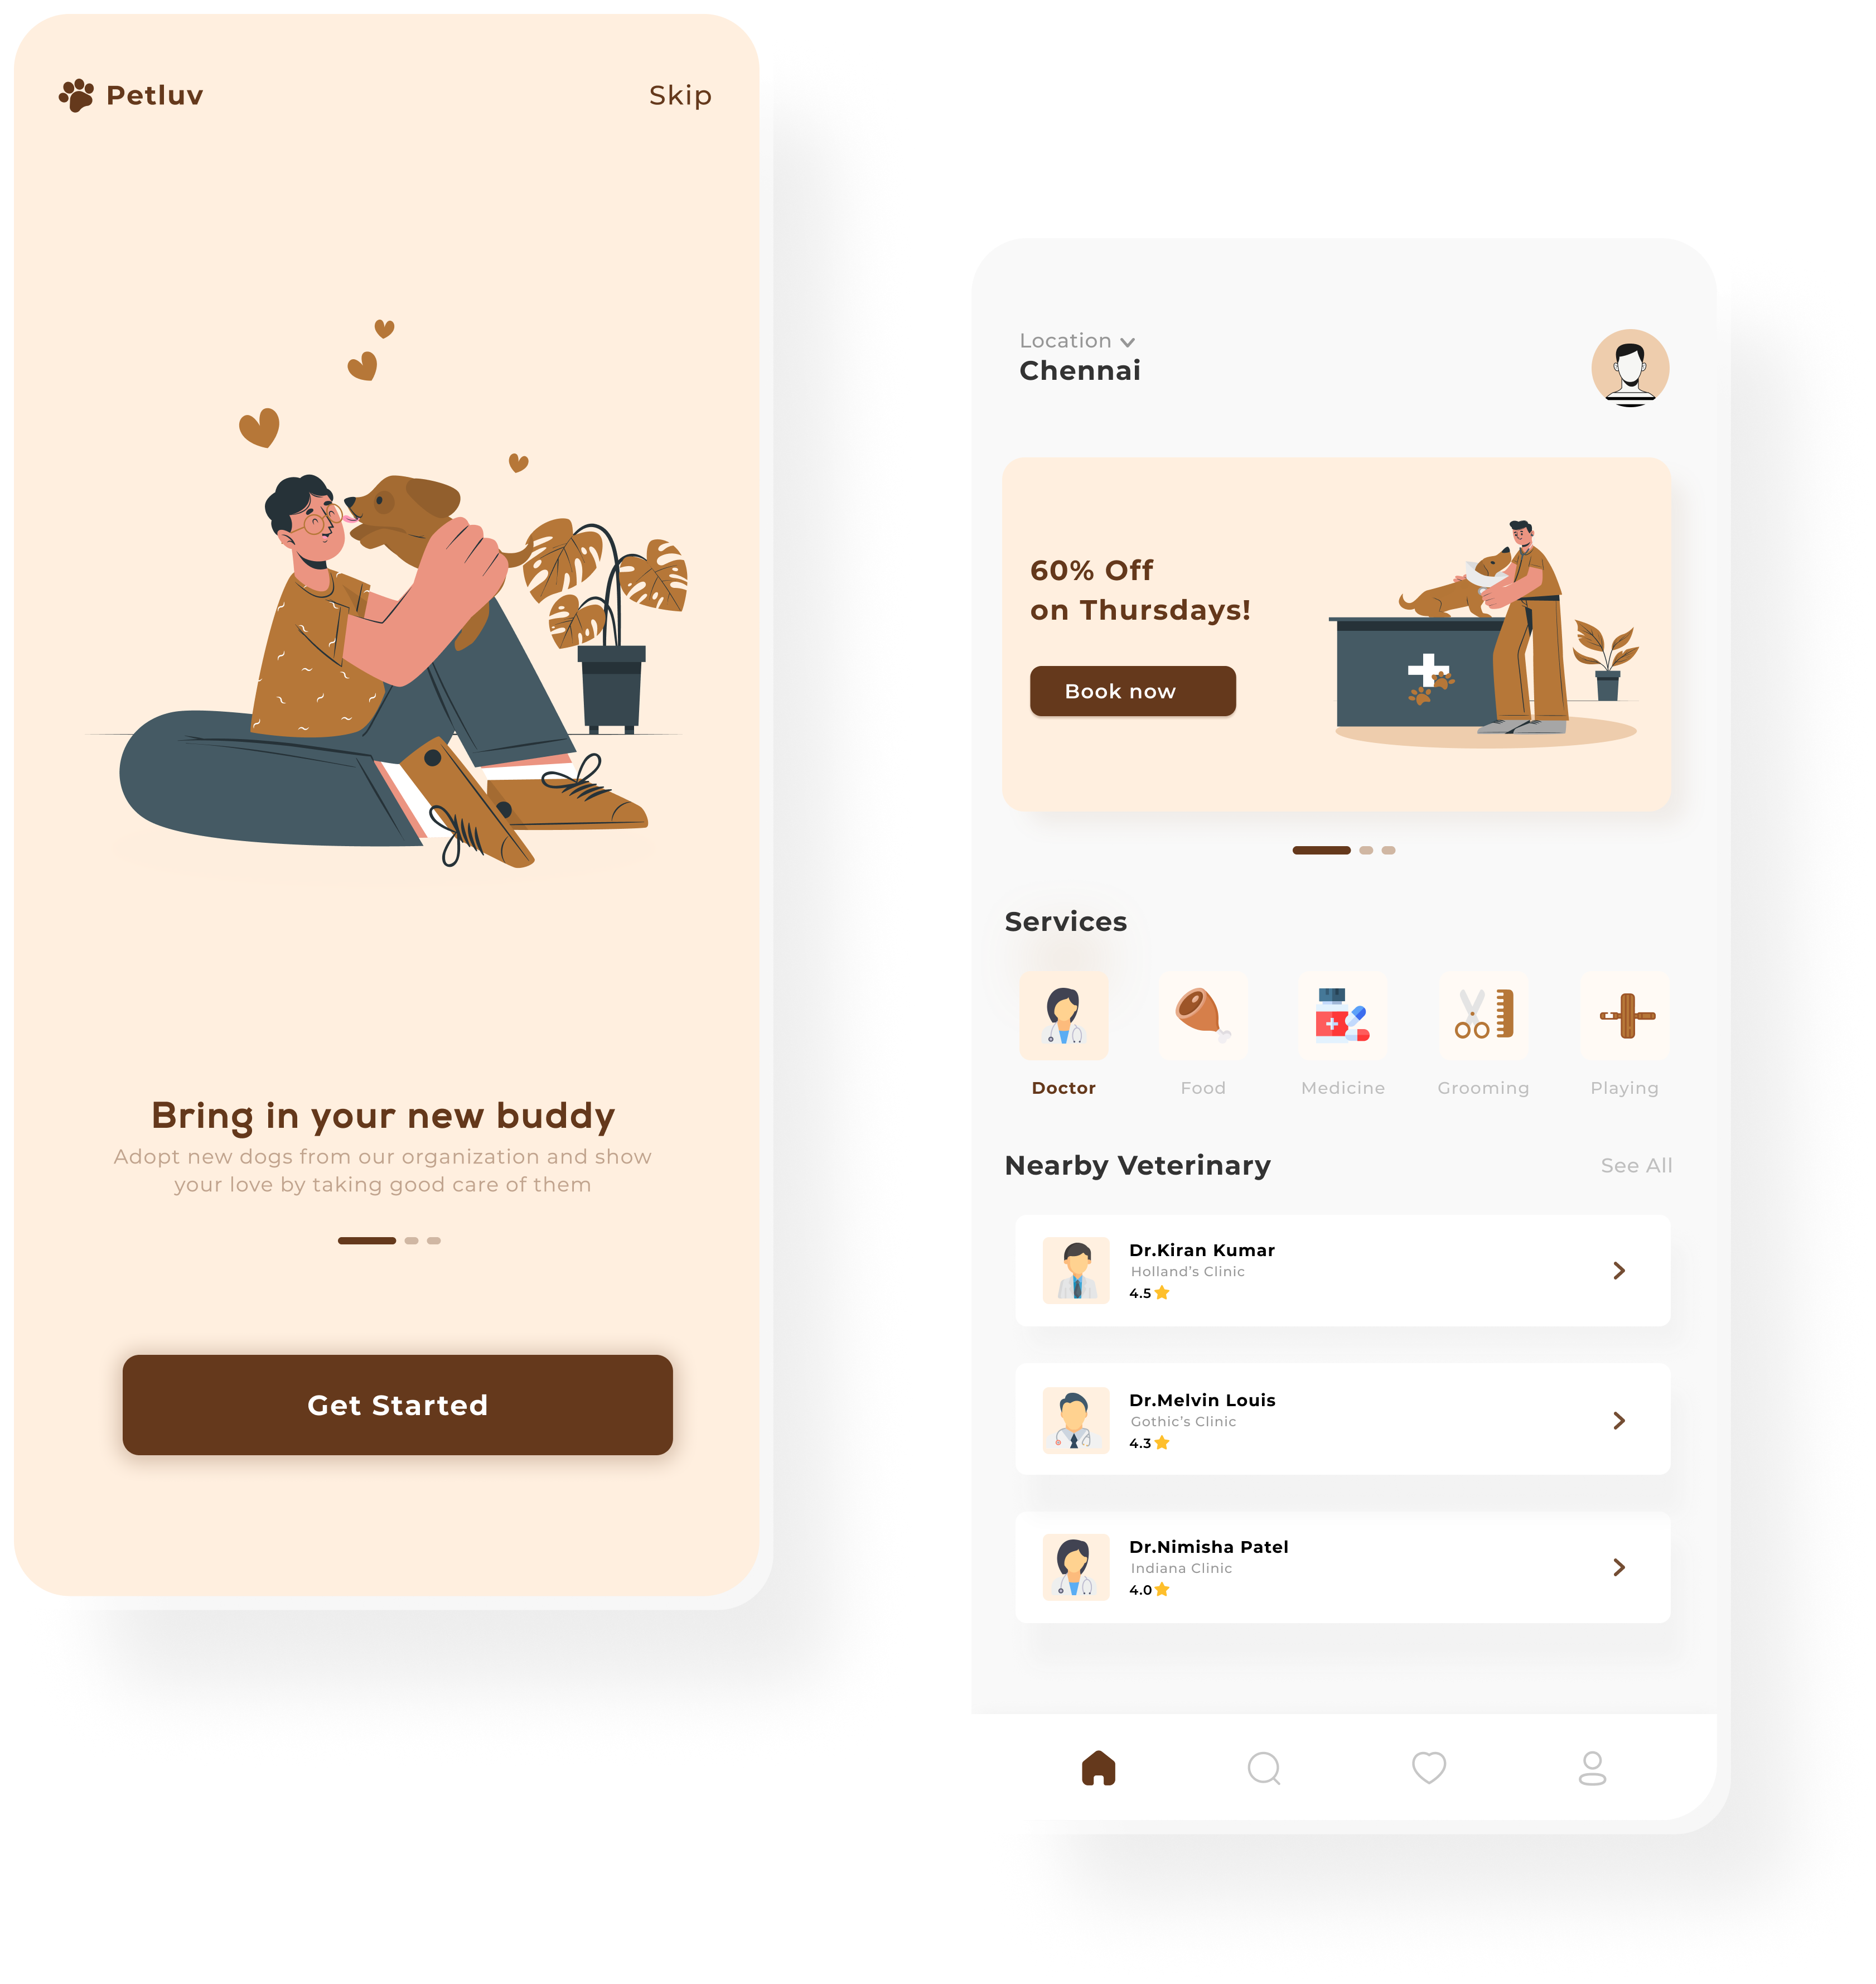 Petluv
Skip
Bring in your new buddy
Adopt new dogs from our organization and show
your love by taking good care of them
Get Started
Location
Chennai
60% Off
on Thursdays!
Book now
Services
Doctor
Food
Medicine
Grooming
Playing
Nearby Veterinary
See All
Dr.Kiran Kumar
Holland's Clinic
4.5
Dr.Melvin Louis
Gothic's Clinic
4.3
Dr.Nimisha Patel
Indiana Clinic
4.0